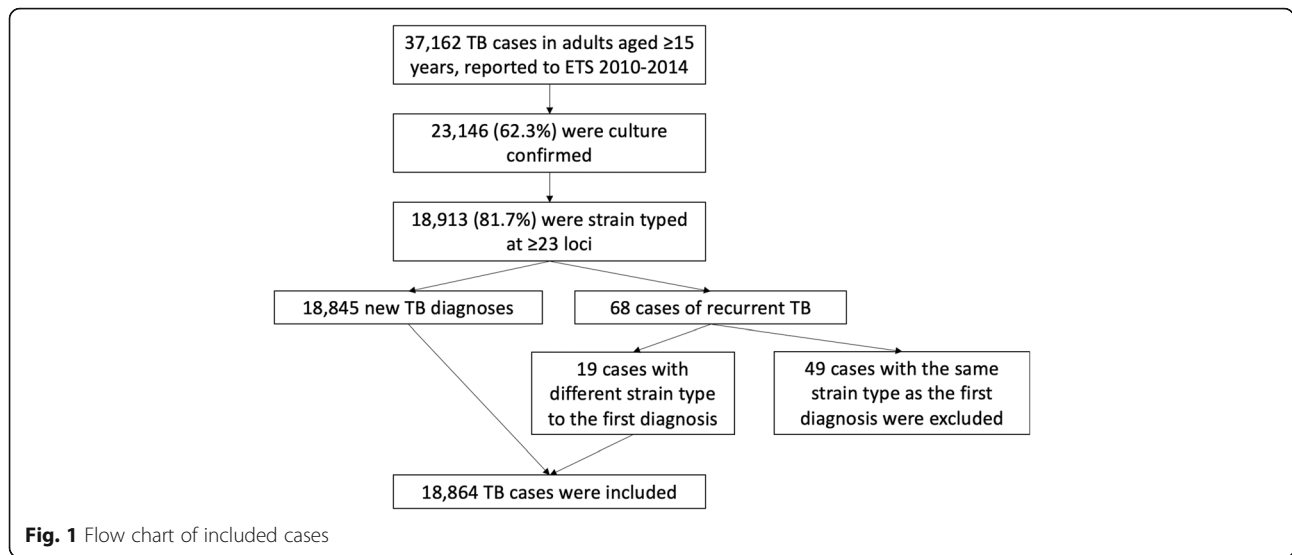 37,162 TB cases in adults aged ≥15
years, reported to ETS 2010-2014
23,146 (62.3%) were culture
confirmed
18,913 (81.7%) were strain typed
at ≥23 loci
18,845 new TB diagnoses
68 cases of recurrent TB
19 cases with
different strain type
to the first diagnosis
49 cases with the same
strain type as the first
diagnosis were excluded
18,864 TB cases were included
Fig. 1 Flow chart of included cases